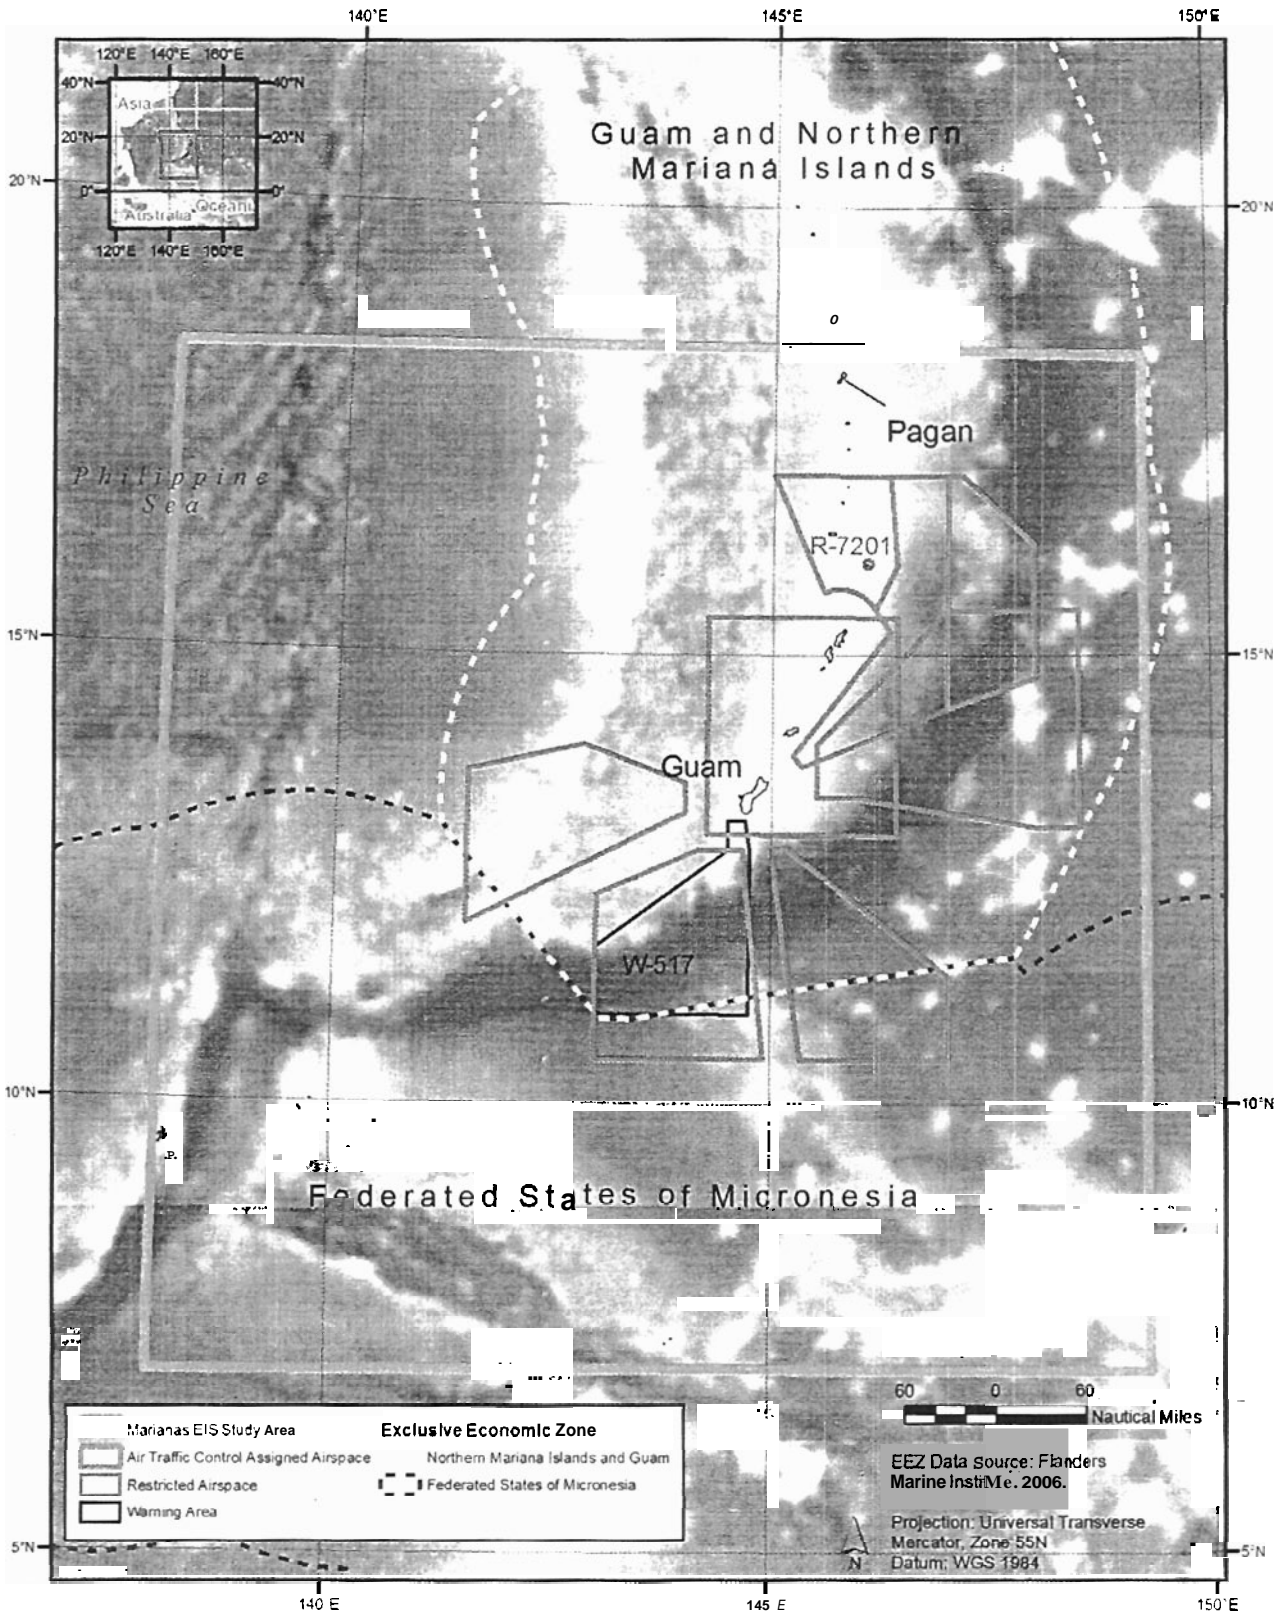 140°E 145°E 150°E
120°E 140°E 160°E
40°N 40°N
Asia
20°N 20°N
0° 0°
Oceani
Australia
120°E 140°E 160°E
Guam and Northern
Mariana Islands
20°N 20°N
Pagan
Philippine
Sea
R-7201
15°N 15°N
Guam
W-517
10°N 10°N
Federated States of Micronesia
60 0 60
Nautical Miles
Marianas EIS Study Area
Air Traffic Control Assigned Airspace
Restricted Airspace
Warning Area
Exclusive Economic Zone
Northern Mariana Islands and Guam
Federated States of Micronesia
EEZ Data Source: Flanders
Marine InstiMe. 2006.
Projection: Universal Transverse
Mercator, Zone 55N
Datum: WGS 1984
N
5°N 5°N
140 E 145 E 150°E